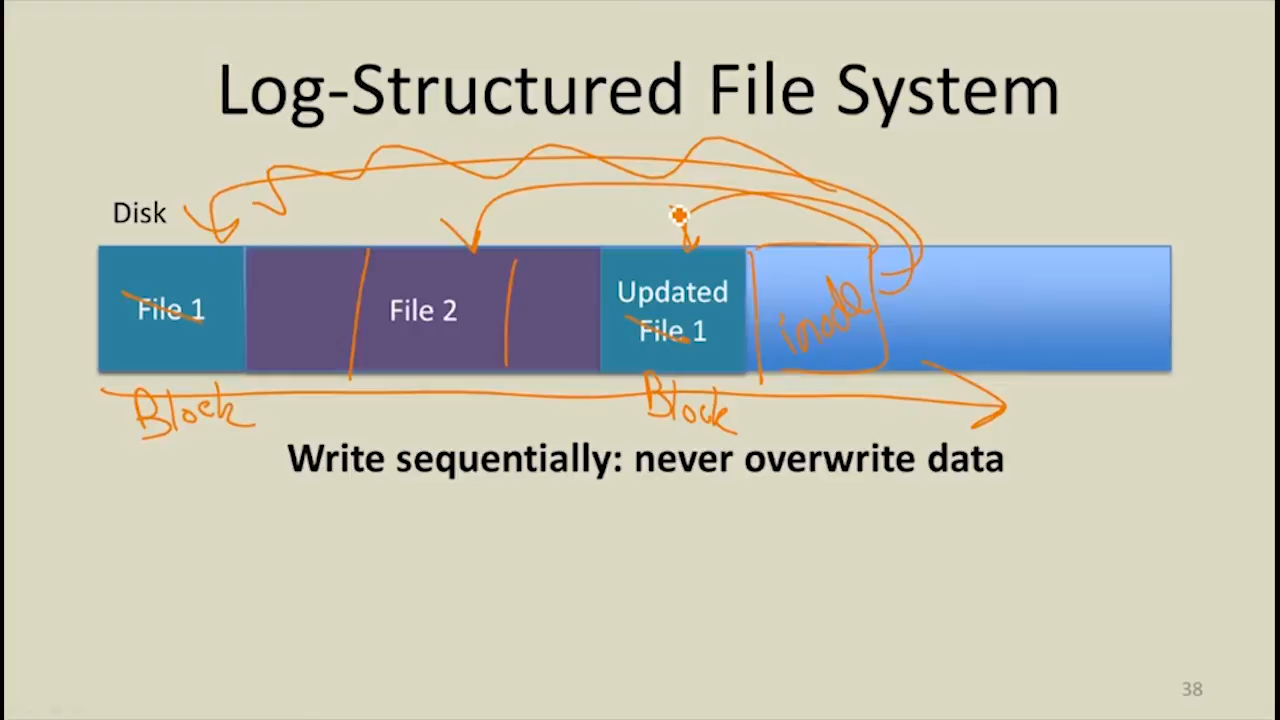 Log-Structured File System
Disk
File 1
File 2
Updated
File 1
inode
Block
Block
Write sequentially: never overwrite data
38